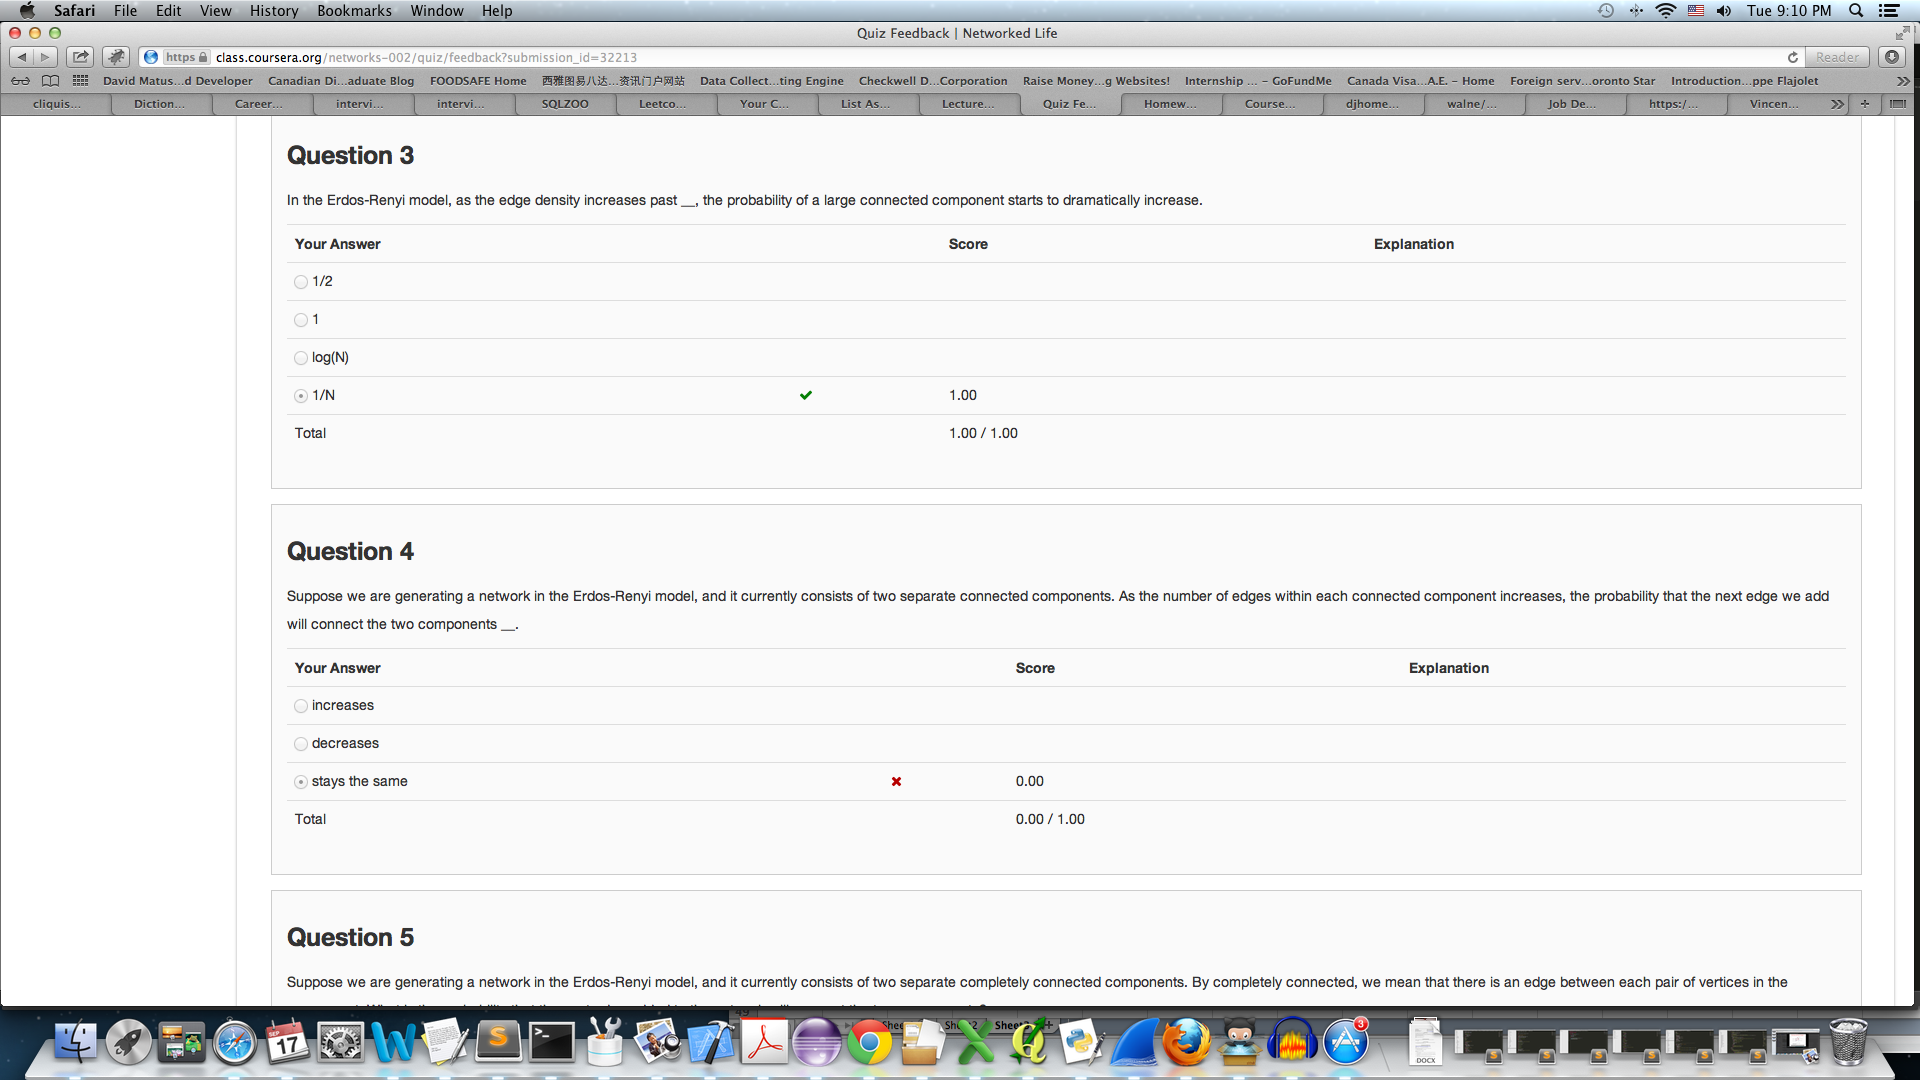 Safari File Edit View History Bookmarks Window Help Tue 9:10 PM
Quiz Feedback | Networked Life
https class.coursera.org/networks-002/quiz/feedback?submission_id=32213 Reader
David Matus...d Developer Canadian Di...aduate Blog FOODSAFE Home 西雅图易八达...资讯门户网站 Data Collect...ting Engine Checkwell D...Corporation Raise Money...g Websites! Internship ... – GoFundMe Canada Visa...A.E. – Home Foreign serv...oronto Star Introduction...ppe Flajolet
cliquis... Diction... Career... intervi... intervi... SQLZOO Leetco... Your C... List As... Lecture... Quiz Fe... Homew... Course... djhome... walne/... Job De... https:/... Vincen...
Question 3
In the Erdos-Renyi model, as the edge density increases past __, the probability of a large connected component starts to dramatically increase.
Your Answer Score Explanation
1/2
1
log(N)
1/N 1.00
Total 1.00 / 1.00
Question 4
Suppose we are generating a network in the Erdos-Renyi model, and it currently consists of two separate connected components. As the number of edges within each connected component increases, the probability that the next edge we add
will connect the two components __.
Your Answer Score Explanation
increases
decreases
stays the same 0.00
Total 0.00 / 1.00
Question 5
Suppose we are generating a network in the Erdos-Renyi model, and it currently consists of two separate completely connected components. By completely connected, we mean that there is an edge between each pair of vertices in the
SEP
17
3
DOCX